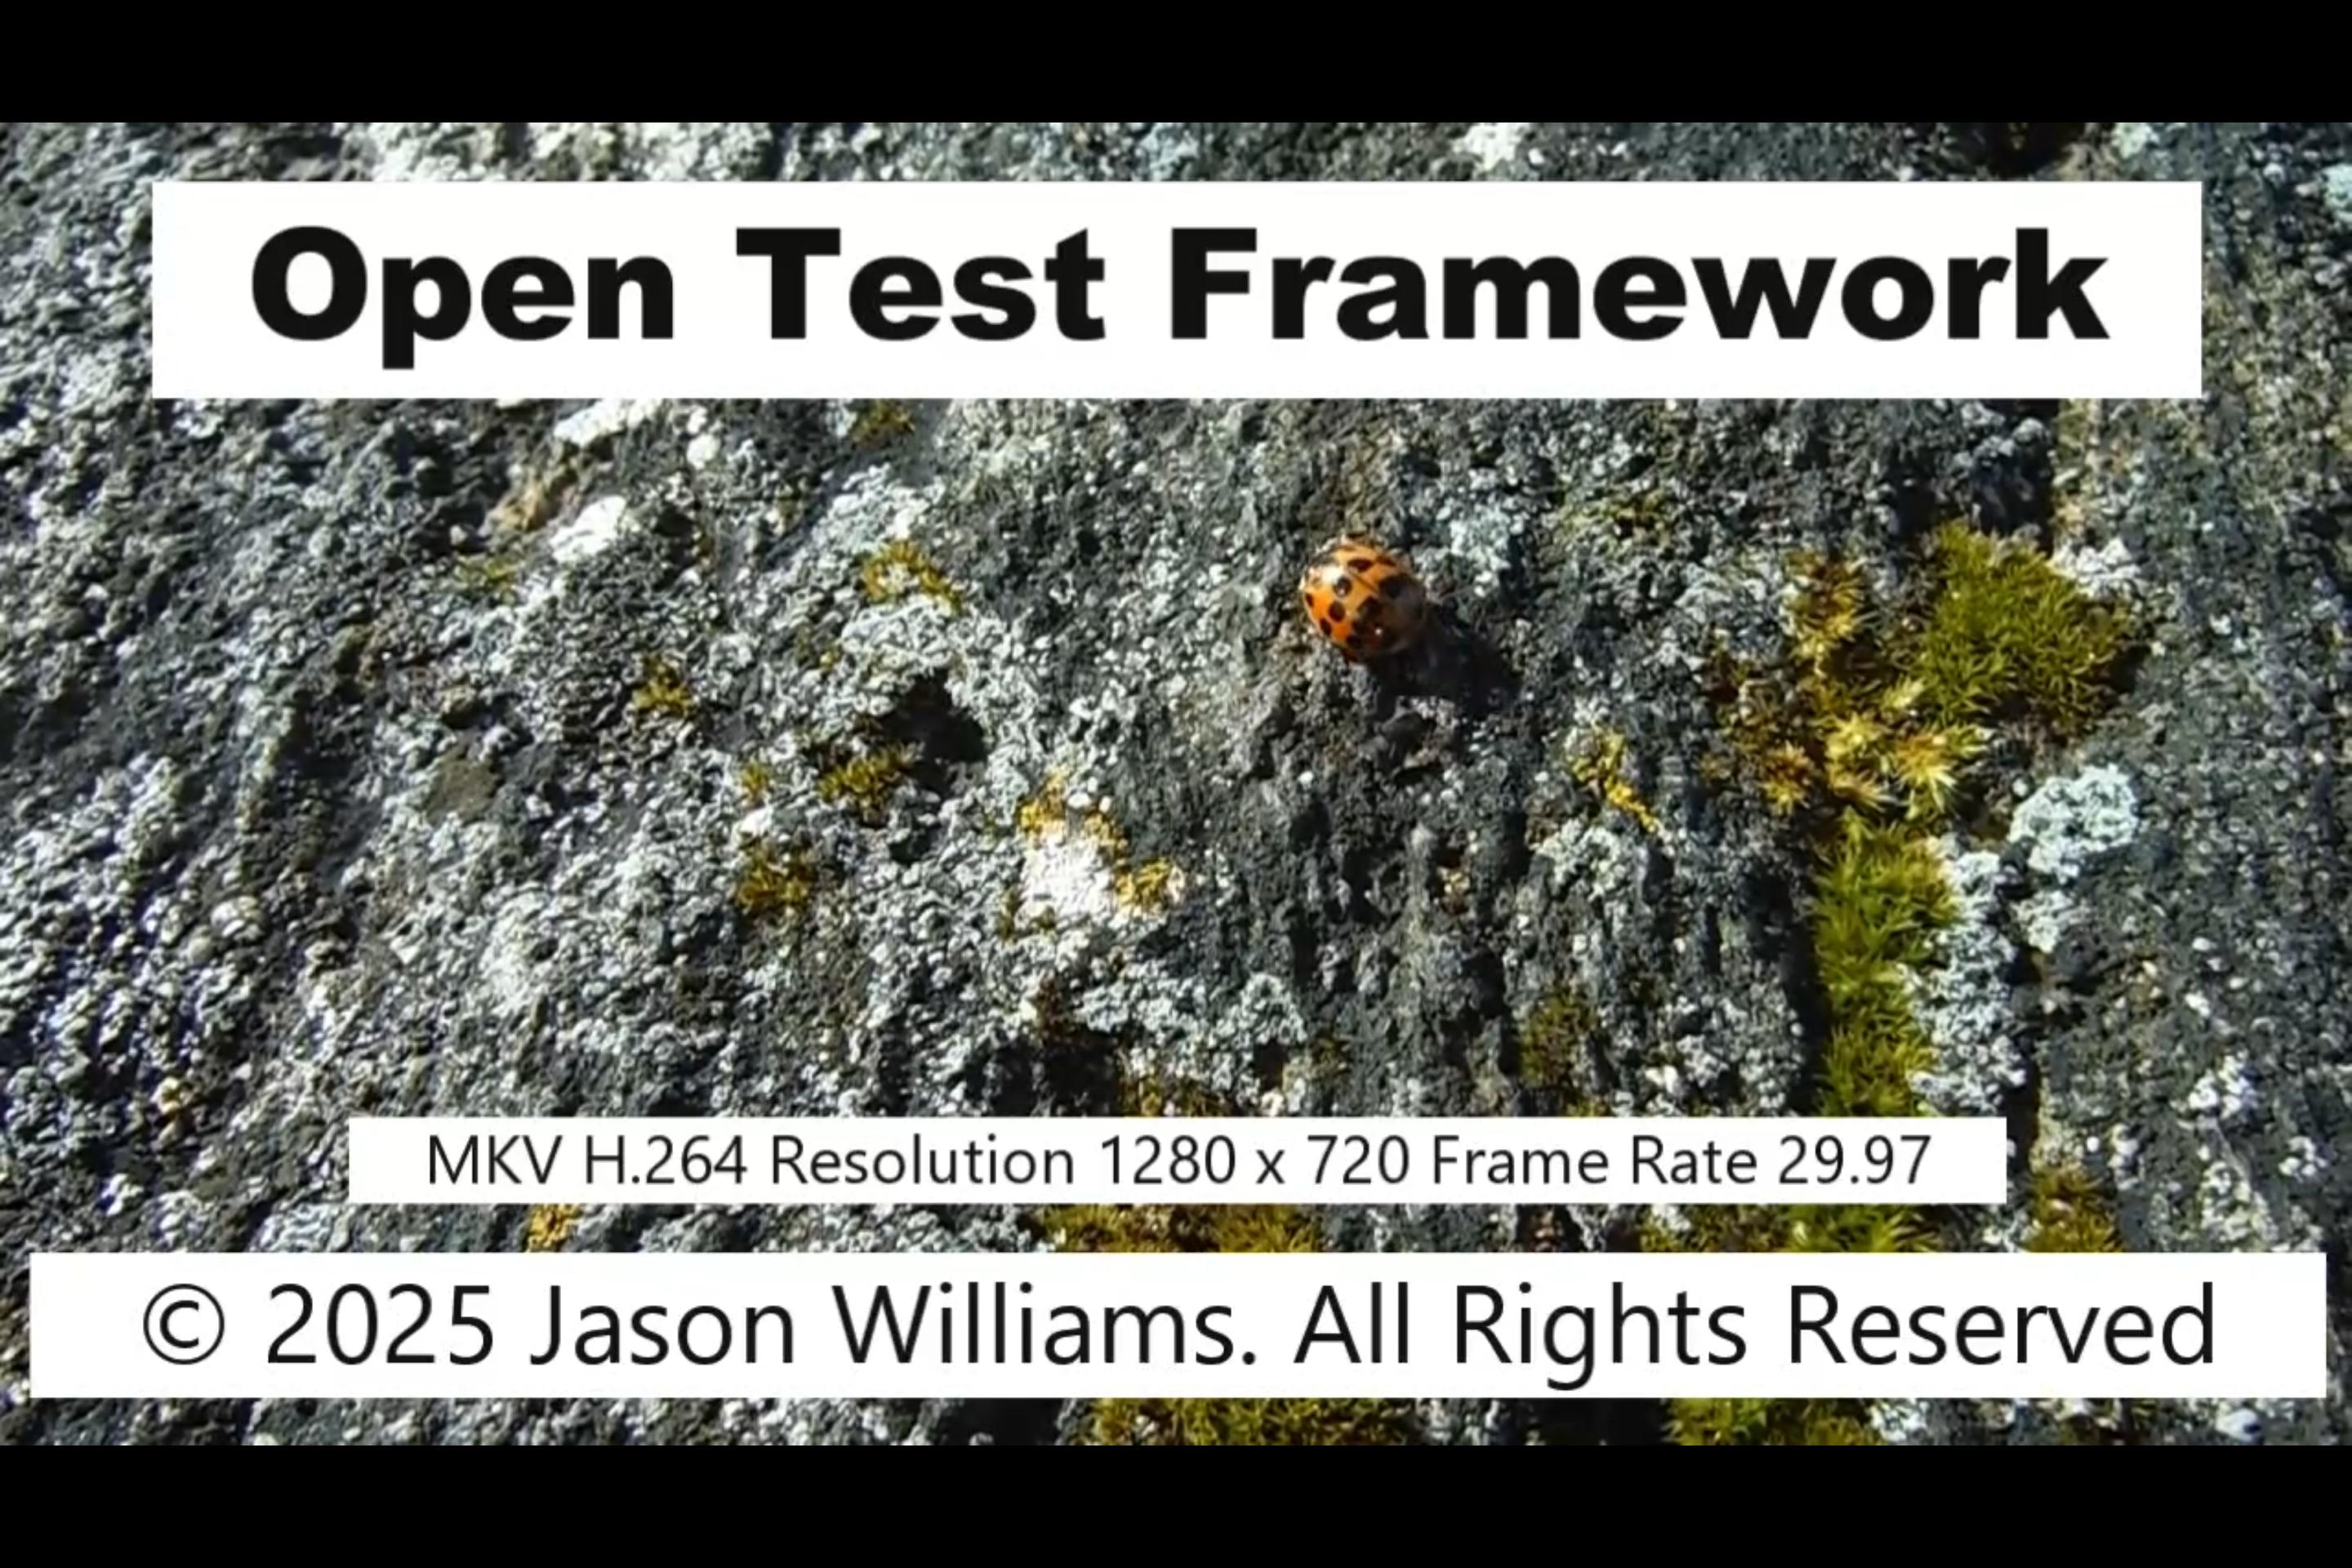 Open Test Framework
MKV H.264 Resolution 1280 x 720 Frame Rate 29.97
© 2025 Jason Williams. All Rights Reserved